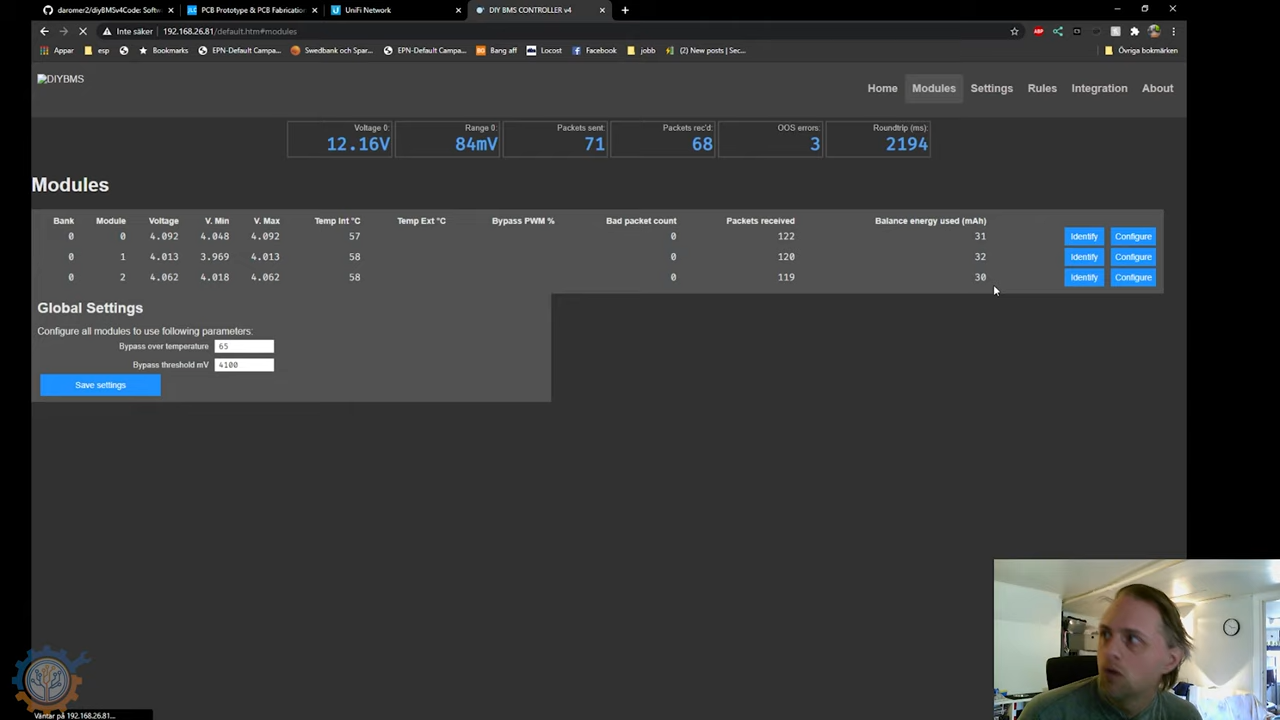 daromer2/diyBMSv4Code: Softw
PCB Prototype & PCB Fabrication
UniFi Network
DIY BMS CONTROLLER v4
Inte säker 192.168.26.81/default.htm#modules
Appar esp Bookmarks EPN-Default Campa... Swedbank och Spar... EPN-Default Campa... Bang aff Locost Facebook jobb (2) New posts | Sec... Övriga bokmärken
DIYBMS
Home Modules Settings Rules Integration About
Voltage 0: Range 0: Packets sent: Packets rec'd: OOS errors: Roundtrip (ms):
12.16V 84mV 71 68 3 2194
Modules
Bank Module Voltage V. Min V. Max Temp Int °C Temp Ext °C Bypass PWM % Bad packet count Packets received Balance energy used (mAh)
0 0 4.092 4.048 4.092 57 0 122 31 Identify Configure
0 1 4.013 3.969 4.013 58 0 120 32 Identify Configure
0 2 4.062 4.018 4.062 58 0 119 30 Identify Configure
Global Settings
Configure all modules to use following parameters:
Bypass over temperature 65
Bypass threshold mV 4100
Save settings
Väntar på 192.168.26.81...